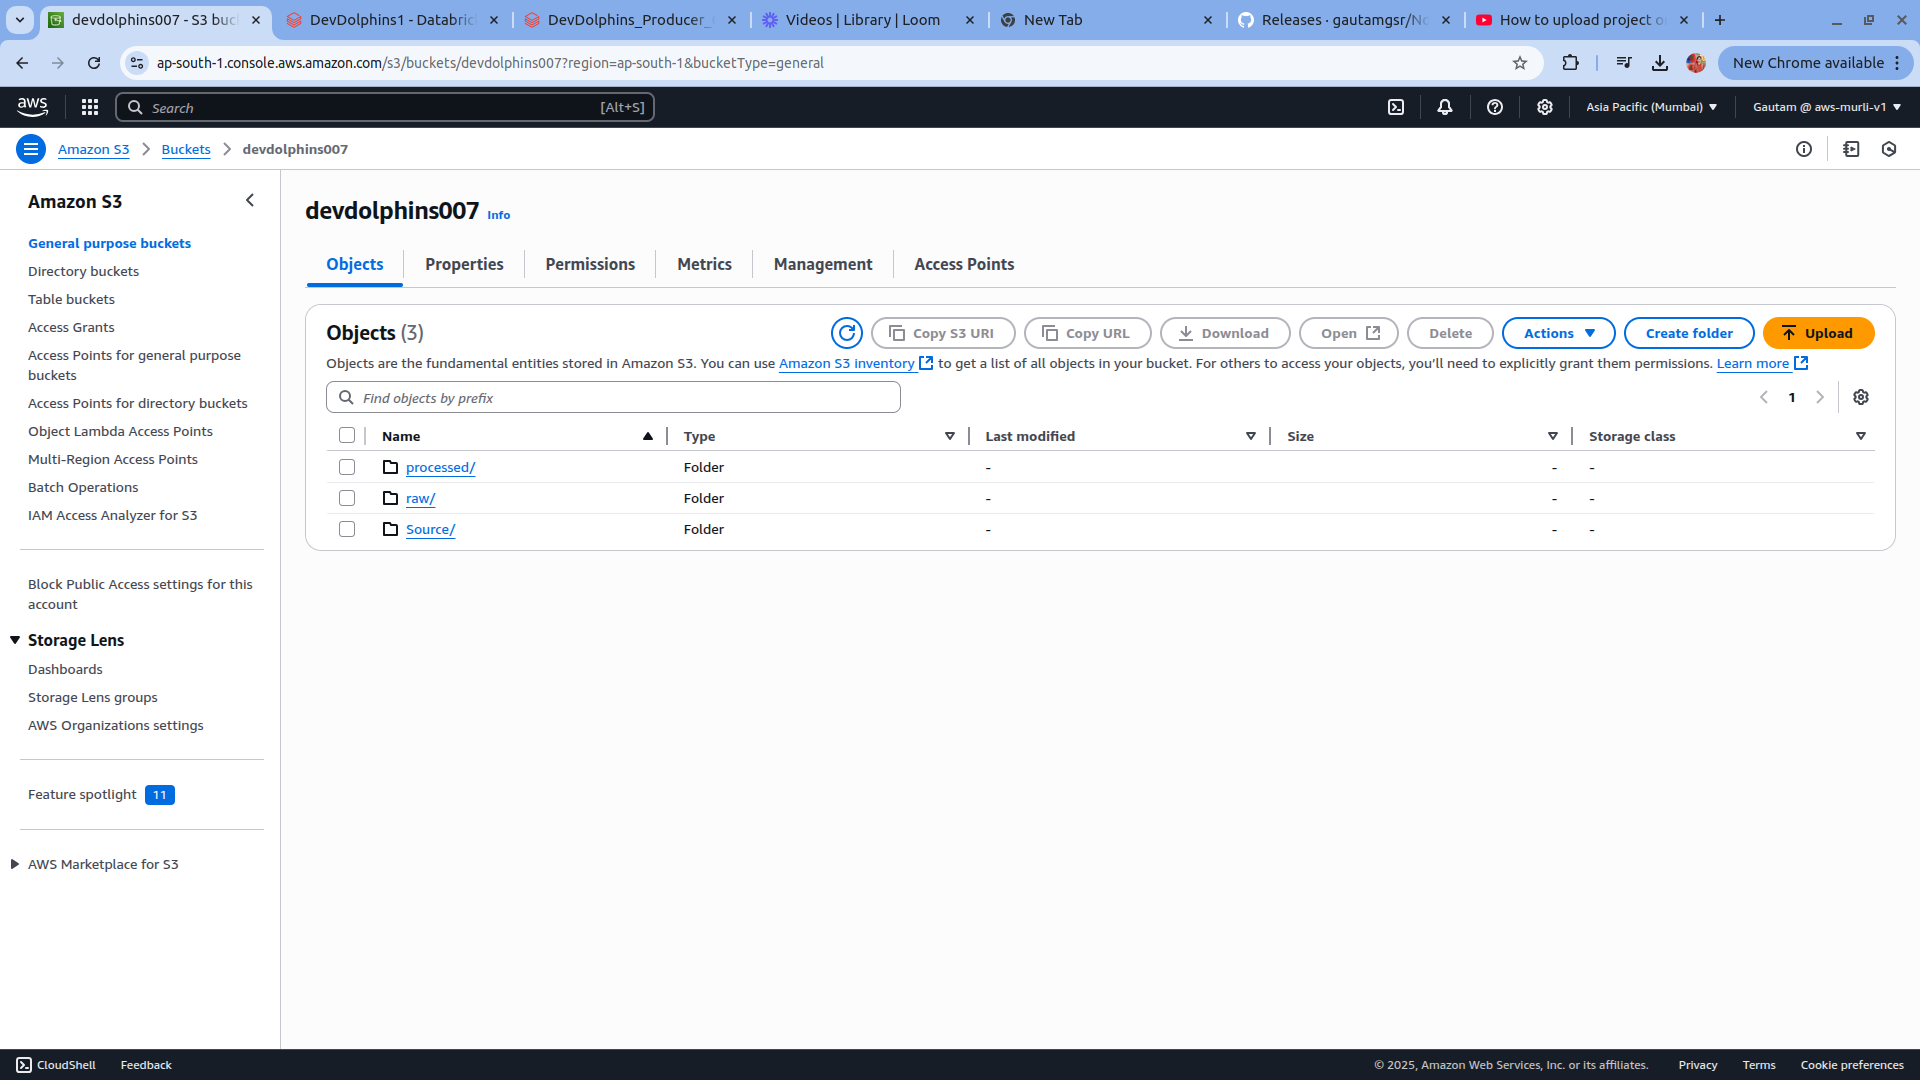 devdolphins007 - S3 buc
DevDolphins1 - Databric
DevDolphins_Producer_
Videos | Library | Loom
New Tab
Releases · gautamgsr/No
How to upload project o
ap-south-1.console.aws.amazon.com/s3/buckets/devdolphins007?region=ap-south-1&bucketType=general
New Chrome available
aws
Search [Alt+S]
Asia Pacific (Mumbai)
Gautam @ aws-murli-v1
Amazon S3 > Buckets > devdolphins007
Amazon S3
General purpose buckets
Directory buckets
Table buckets
Access Grants
Access Points for general purpose
buckets
Access Points for directory buckets
Object Lambda Access Points
Multi-Region Access Points
Batch Operations
IAM Access Analyzer for S3
Block Public Access settings for this
account
Storage Lens
Dashboards
Storage Lens groups
AWS Organizations settings
Feature spotlight 11
AWS Marketplace for S3
devdolphins007 Info
Objects Properties Permissions Metrics Management Access Points
Objects (3)
Copy S3 URI Copy URL Download Open Delete Actions Create folder Upload
Objects are the fundamental entities stored in Amazon S3. You can use Amazon S3 inventory to get a list of all objects in your bucket. For others to access your objects, you'll need to explicitly grant them permissions. Learn more
Find objects by prefix
1
Name Type Last modified Size Storage class
processed/ Folder - - -
raw/ Folder - - -
Source/ Folder - - -
CloudShell Feedback © 2025, Amazon Web Services, Inc. or its affiliates. Privacy Terms Cookie preferences